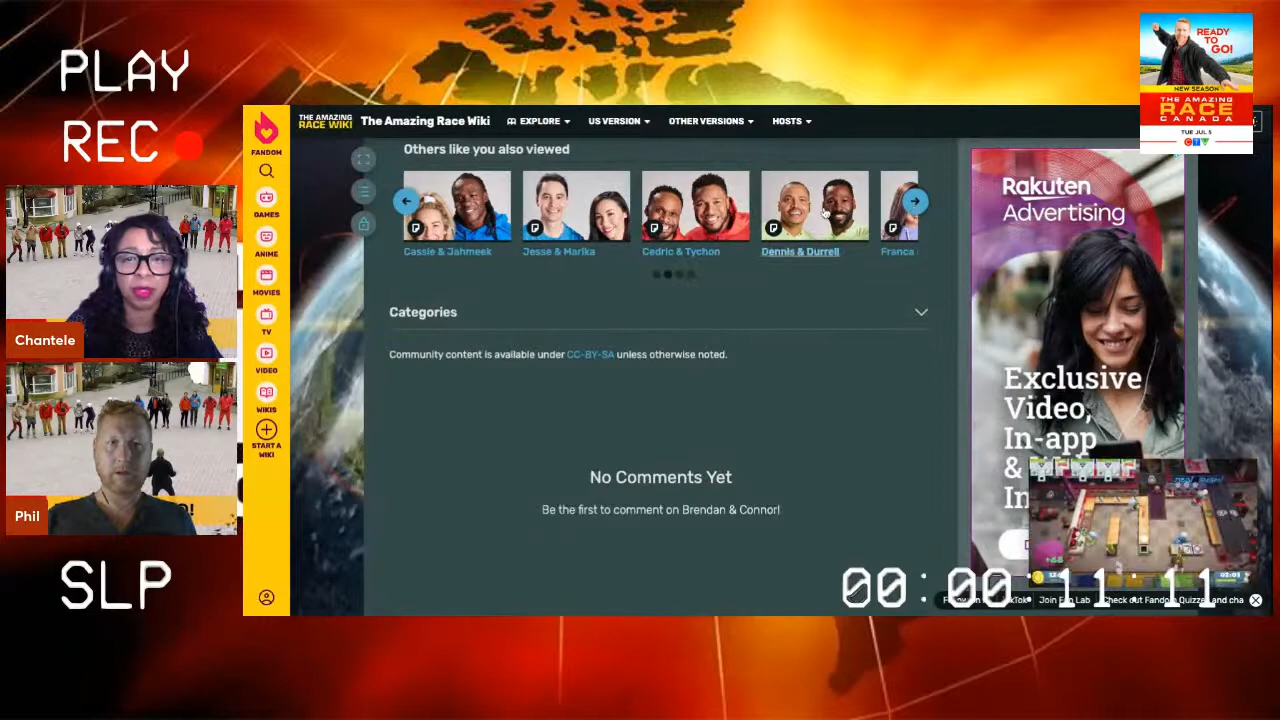 PLAY
REC
READY
TO
GO!
NEW SEASON
THE AMAZING
RACE
CANADA
TUE JUL 5
CTV
THE AMAZING
RACE WIKI
The Amazing Race Wiki
EXPLORE
US VERSION
OTHER VERSIONS
HOSTS
FANDOM
GAMES
ANIME
MOVIES
TV
VIDEO
WIKIS
START A
WIKI
Others like you also viewed
Cassie & Jahmeek
Jesse & Marika
Cedric & Tychon
Dennis & Durrell
Franca
Categories
Community content is available under CC-BY-SA unless otherwise noted.
No Comments Yet
Be the first to comment on Brendan & Connor!
Rakuten
Advertising
Exclusive
Video,
In-app
&
In
Chantele
Phil
SLP
00:00:11:11
Join Fan Lab
Check out Fandom Quizzes and cha